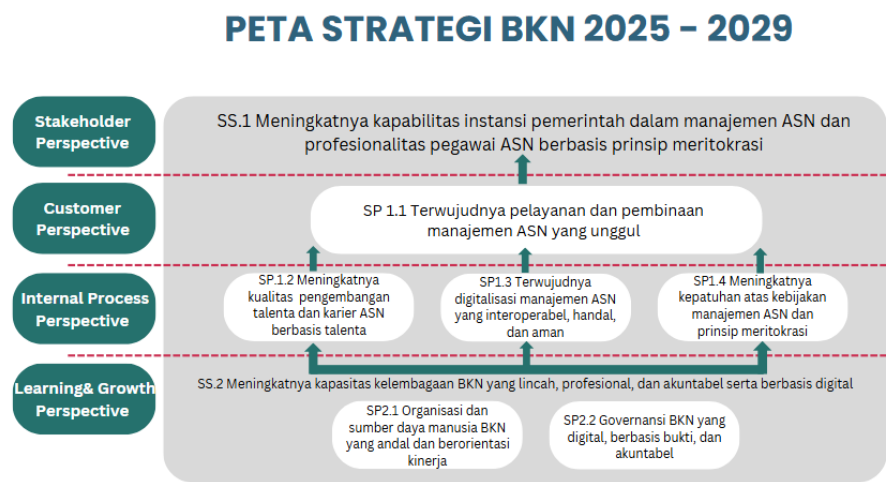 PETA STRATEGI BKN 2025 – 2029
Stakeholder
Perspective
SS.1 Meningkatnya kapabilitas instansi pemerintah dalam manajemen ASN dan
profesionalitas pegawai ASN berbasis prinsip meritokrasi
Customer
Perspective
SP 1.1 Terwujudnya pelayanan dan pembinaan
manajemen ASN yang unggul
Internal Process
Perspective
SP.1.2 Meningkatnya
kualitas pengembangan
talenta dan karier ASN
berbasis talenta
SP1.3 Terwujudnya
digitalisasi manajemen ASN
yang interoperabel, handal,
dan aman
SP1.4 Meningkatnya
kepatuhan atas kebijakan
manajemen ASN dan
prinsip meritokrasi
Learning& Growth
Perspective
SS.2 Meningkatnya kapasitas kelembagaan BKN yang lincah, profesional, dan akuntabel serta berbasis digital
SP2.1 Organisasi dan
sumber daya manusia BKN
yang andal dan berorientasi
kinerja
SP2.2 Governansi BKN yang
digital, berbasis bukti, dan
akuntabel